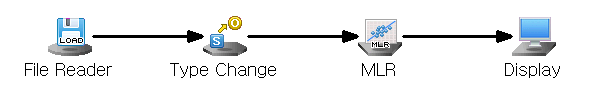 LOAD
S
O
MLR
File Reader
Type Change
MLR
Display